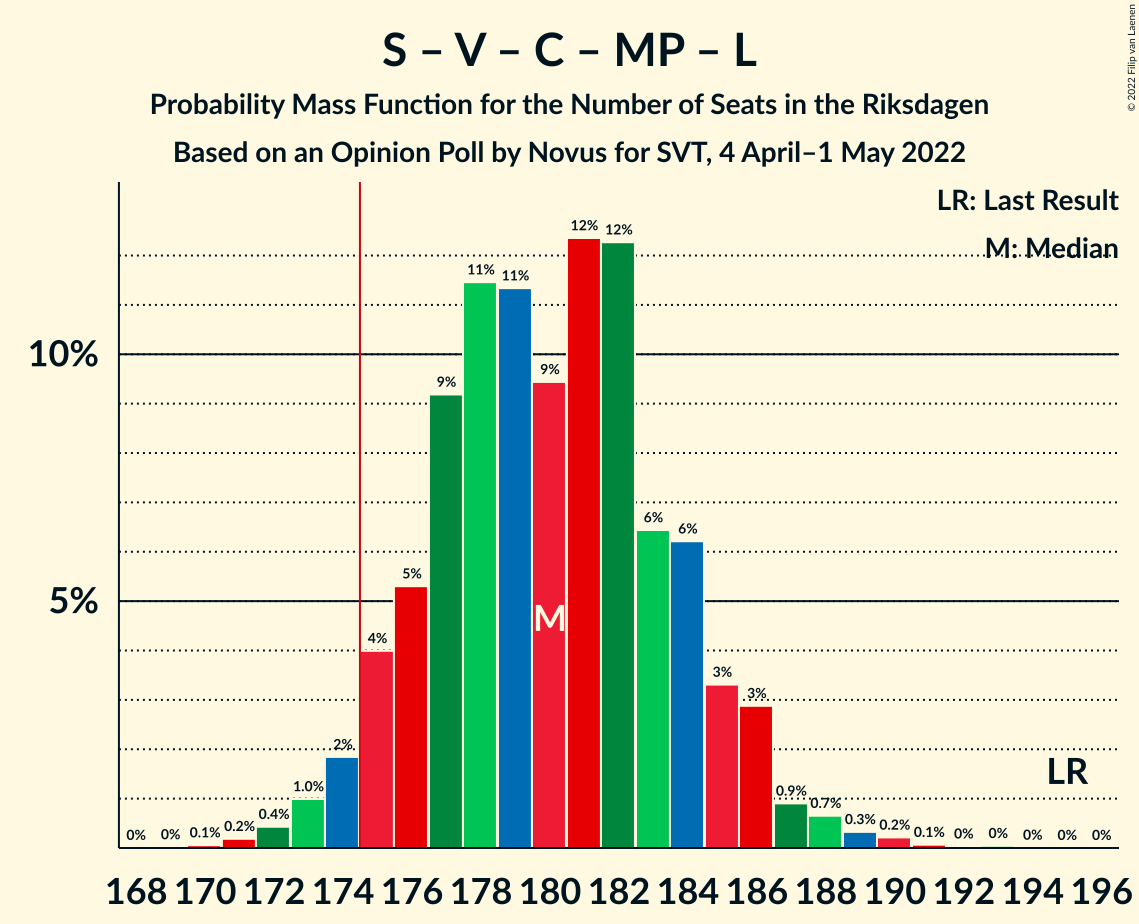 S – V – C – MP – L
Probability Mass Function for the Number of Seats in the Riksdagen
Based on an Opinion Poll by Novus for SVT, 4 April–1 May 2022
© 2022 Filip van Laenen
LR: Last Result
M: Median
10%
5%
0% 0% 0.1% 0.2% 0.4% 1.0% 2% 4% 5% 9% 11% 11% 9% 12% 12% 6% 6% 3% 3% 0.9% 0.7% 0.3% 0.2% 0.1% 0% 0% 0% 0% 0%
M
LR
168 170 172 174 176 178 180 182 184 186 188 190 192 194 196